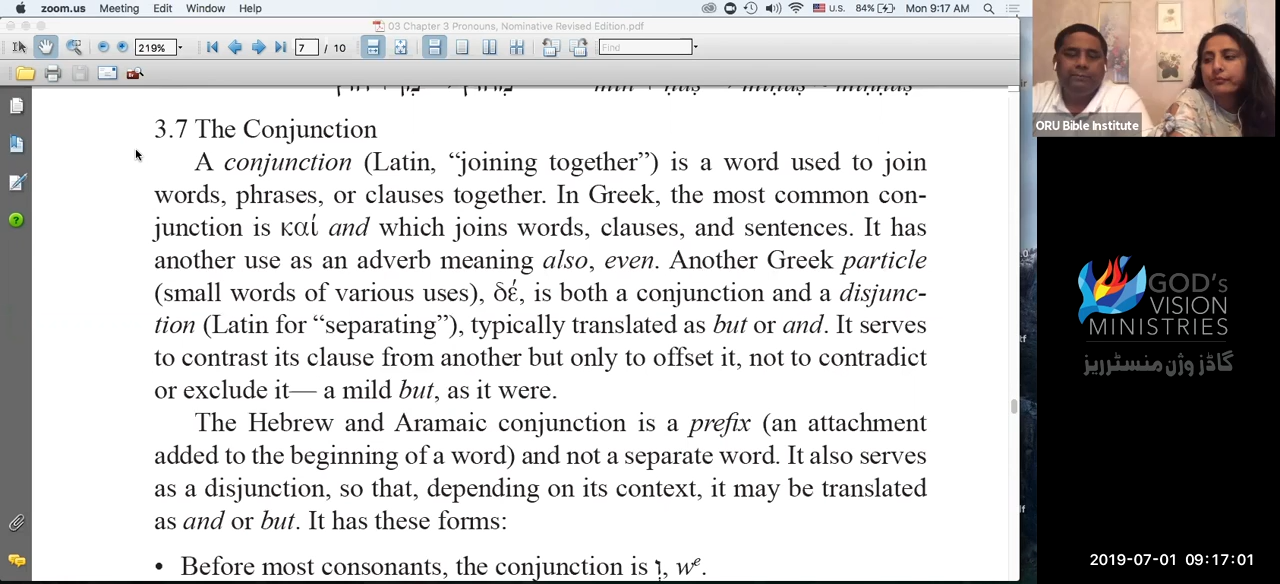 zoom.us Meeting Edit Window Help U.S. 84% Mon 9:17 AM
03 Chapter 3 Pronouns, Nominative Revised Edition.pdf
219% 7 / 10 Find
3.7 The Conjunction
A conjunction (Latin, “joining together”) is a word used to join
words, phrases, or clauses together. In Greek, the most common con-
junction is καί and which joins words, clauses, and sentences. It has
another use as an adverb meaning also, even. Another Greek particle
(small words of various uses), δέ, is both a conjunction and a disjunc-
tion (Latin for “separating”), typically translated as but or and. It serves
to contrast its clause from another but only to offset it, not to contradict
or exclude it— a mild but, as it were.
The Hebrew and Aramaic conjunction is a prefix (an attachment
added to the beginning of a word) and not a separate word. It also serves
as a disjunction, so that, depending on its context, it may be translated
as and or but. It has these forms:
• Before most consonants, the conjunction is וְ, wᵉ.
ORU Bible Institute
GOD's
VISION
MINISTRIES
گاڈز وژن منسٹرریز
2019-07-01 09:17:01